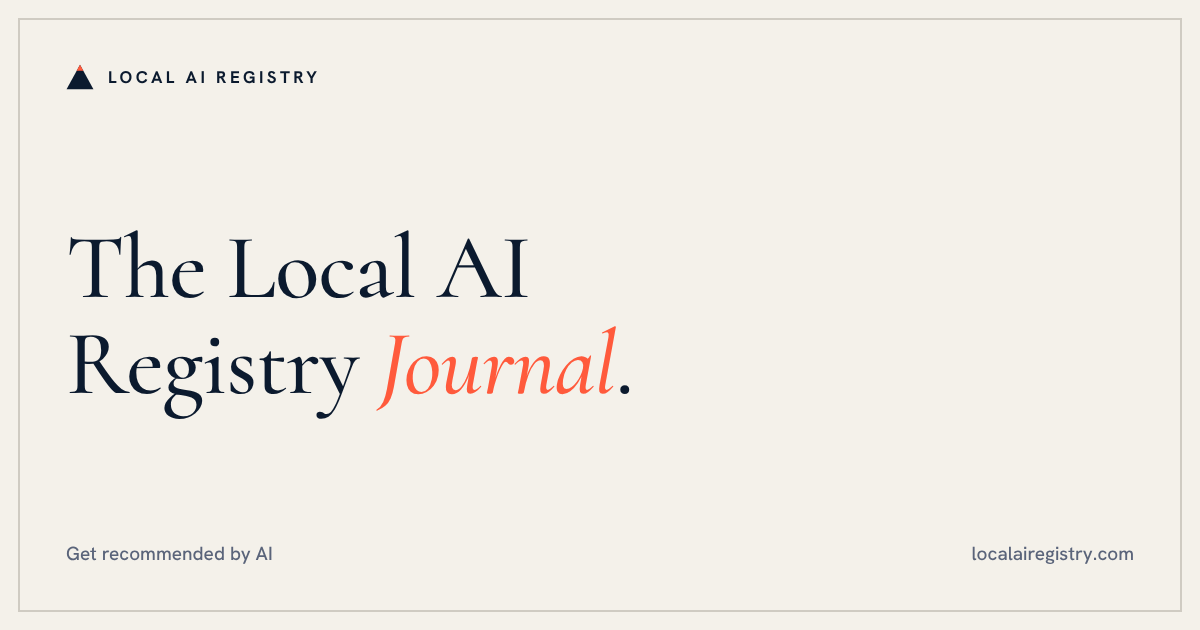 LOCAL AI REGISTRY
The Local AI
Registry Journal.
Get recommended by AI
localairegistry.com